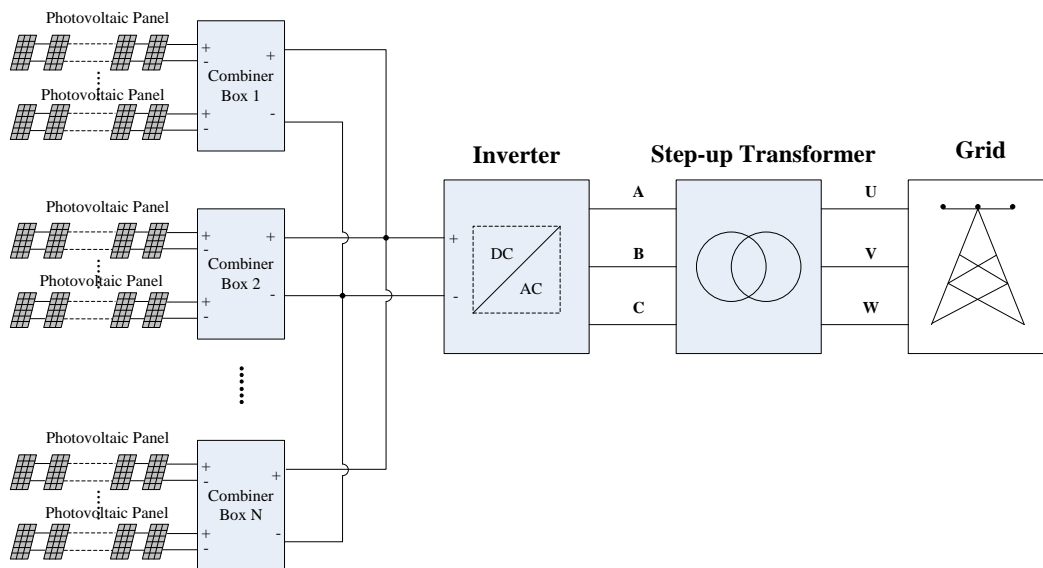 Photovoltaic Panel
+
-
Photovoltaic Panel
+
-
Combiner
Box 1
+
-
Photovoltaic Panel
+
-
Photovoltaic Panel
+
-
Combiner
Box 2
+
-
Photovoltaic Panel
+
-
Photovoltaic Panel
+
-
Combiner
Box N
+
-
Inverter
+
-
DC
AC
A
B
C
Step-up Transformer
U
V
W
Grid